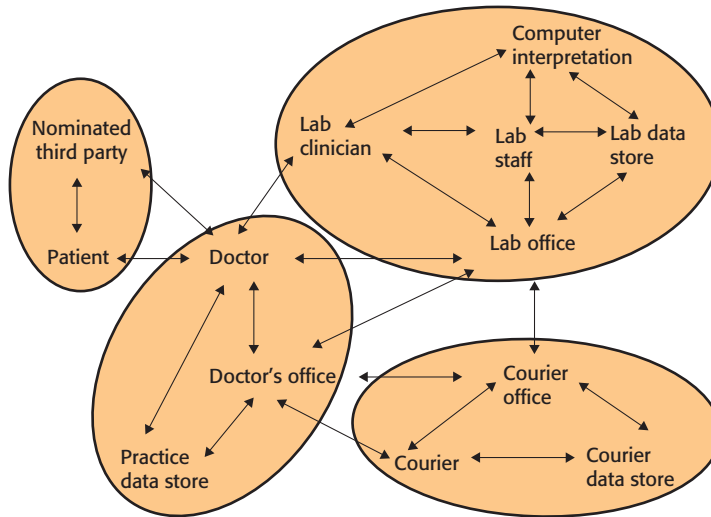 Computer
interpretation
Nominated
third party
Lab
clinician
Lab
staff
Lab data
store
Patient
Doctor
Lab office
Doctor's office
Courier
office
Practice
data store
Courier
Courier
data store